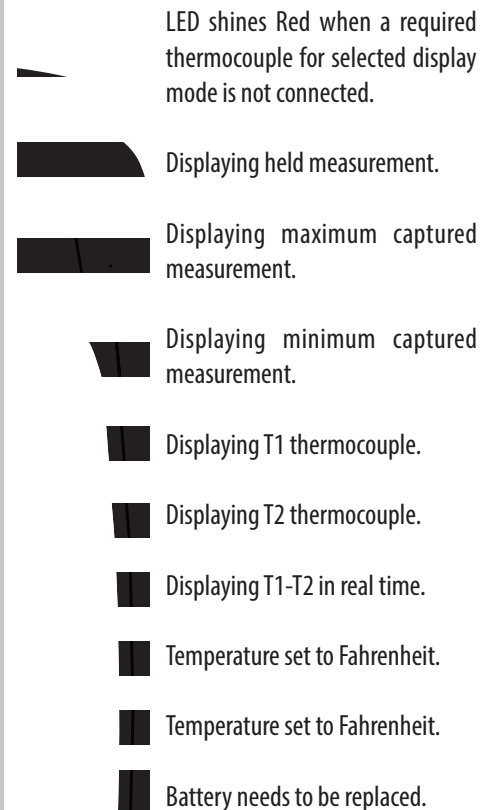 LED shines Red when a required
thermocouple for selected display
mode is not connected.
Displaying held measurement.
Displaying maximum captured
measurement.
Displaying minimum captured
measurement.
Displaying T1 thermocouple.
Displaying T2 thermocouple.
Displaying T1-T2 in real time.
Temperature set to Fahrenheit.
Temperature set to Fahrenheit.
Battery needs to be replaced.